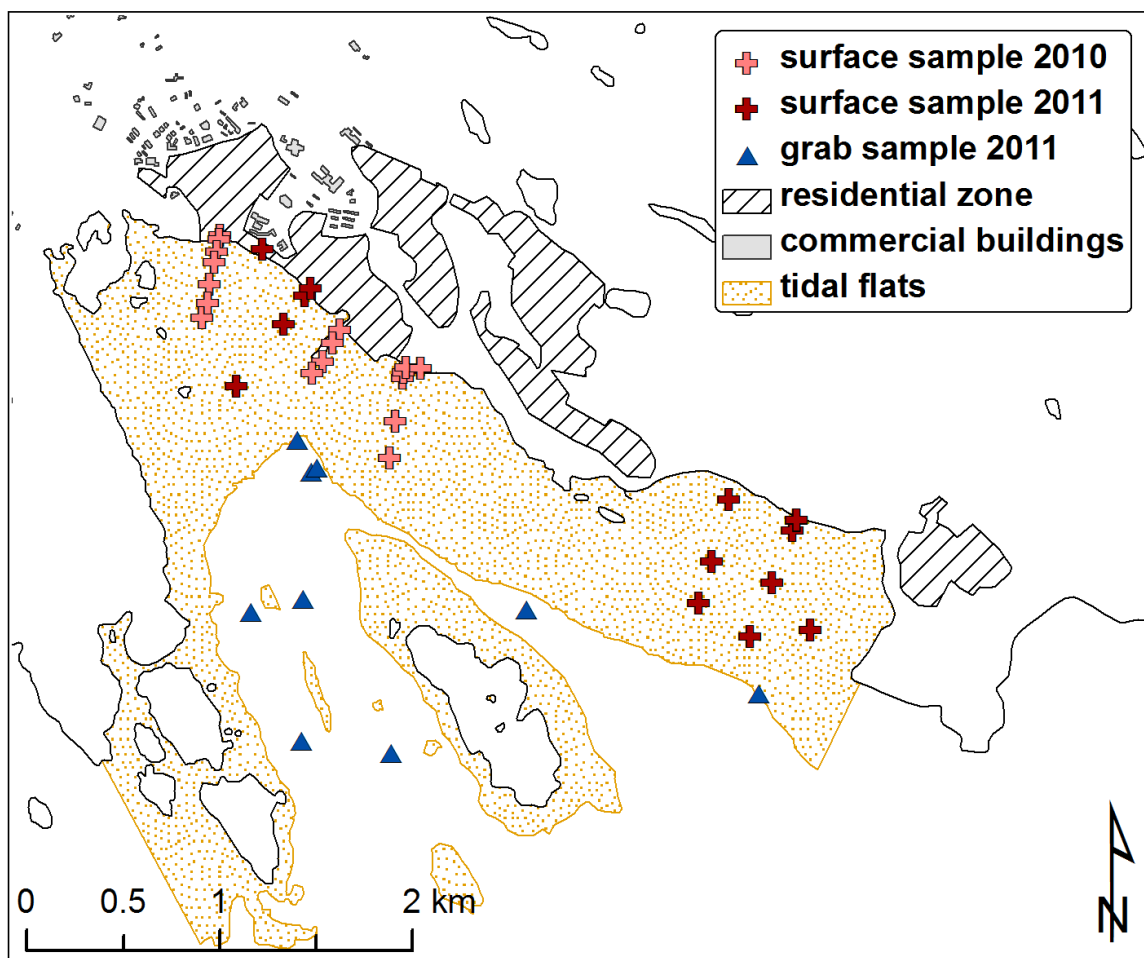 surface sample 2010
surface sample 2011
grab sample 2011
residential zone
commercial buildings
tidal flats
0 0.5 1 2 km
N